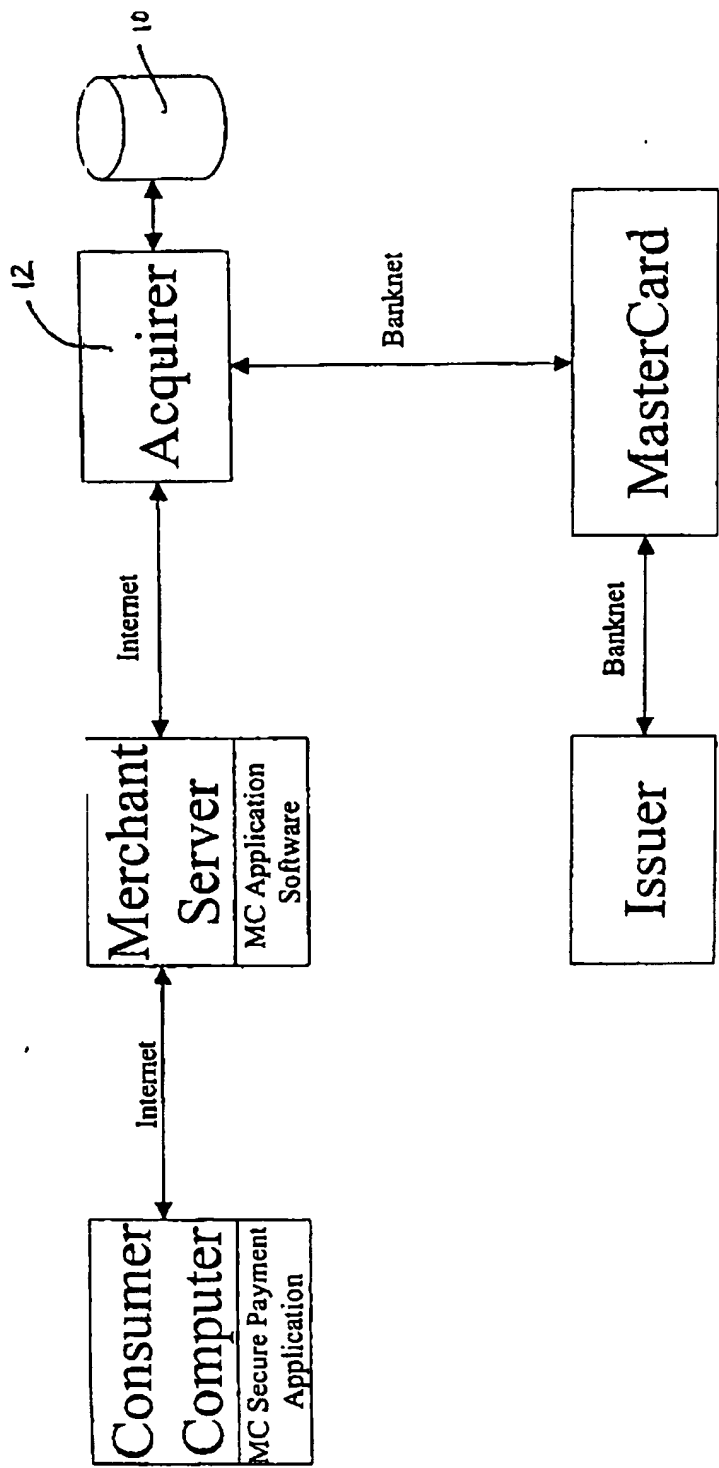 Consumer
Computer
MC Secure Payment
Application
Internet
Merchant
Server
MC Application
Software
Internet
12
Acquirer
10
Banknet
Issuer
Banknet
MasterCard